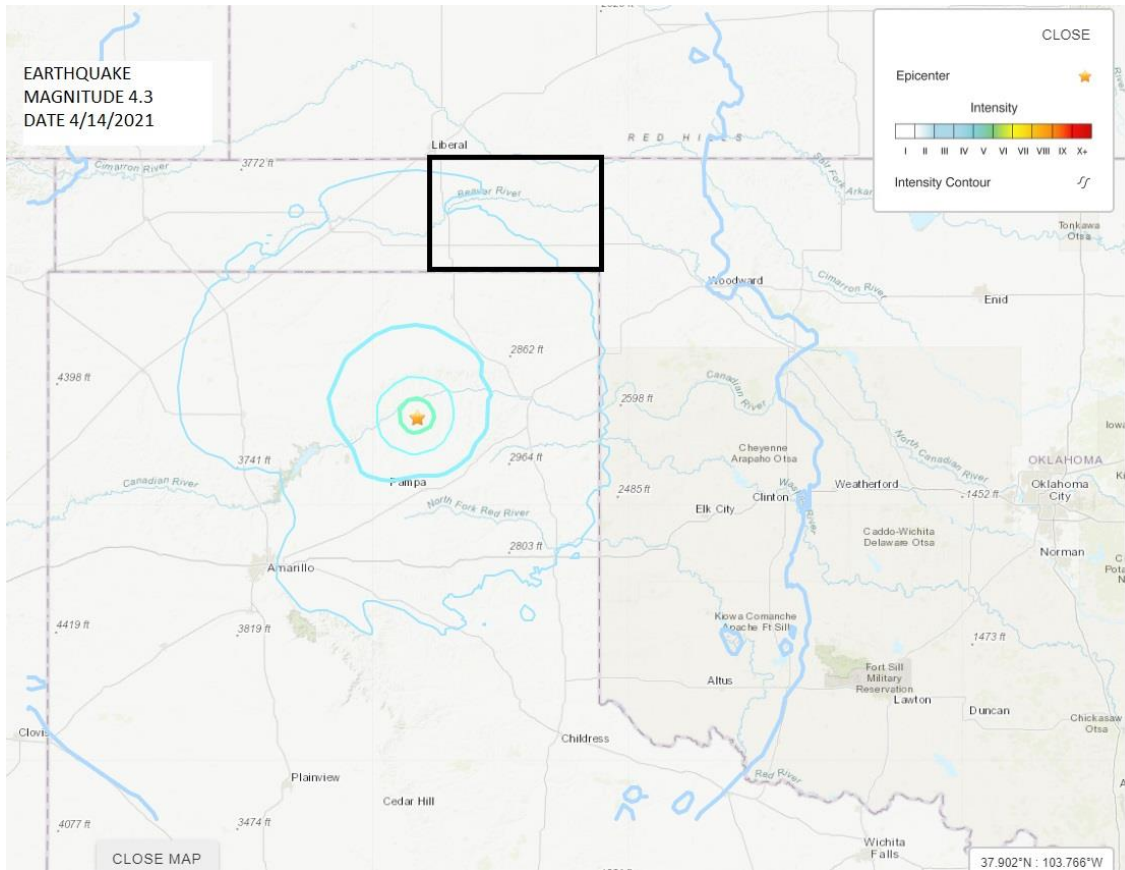 EARTHQUAKE
MAGNITUDE 4.3
DATE 4/14/2021
CLOSE
Epicenter
Intensity
I II III IV V VI VII VIII IX X+
Intensity Contour
Liberal
RED HILLS
Cimarron River
3772 ft
Beaver River
Salt Fork Arkan
Tonkawa
Otsa
Woodward
Cimarron River
Enid
2862 ft
4398 ft
2598 ft
Canadian River
Iowa
Cheyenne
Arapaho Otsa
North Canadian River
OKLAHOMA
3741 ft
2964 ft
Canadian River
Pampa
2485 ft
Clinton
Weatherford
1452 ft
Oklahoma
City
North Fork Red River
Elk City
Washita River
Caddo-Wichita
Delaware Otsa
2803 ft
Norman
Amarillo
4419 ft
3819 ft
Kiowa Comanche
Apache Ft Sill
1473 ft
Altus
Fort Sill
Military
Reservation
Lawton
Duncan
Chickasaw
Otsa
Clovis
Childress
Plainview
Red River
Cedar Hill
4077 ft
3474 ft
Wichita
Falls
CLOSE MAP
37.902°N : 103.766°W